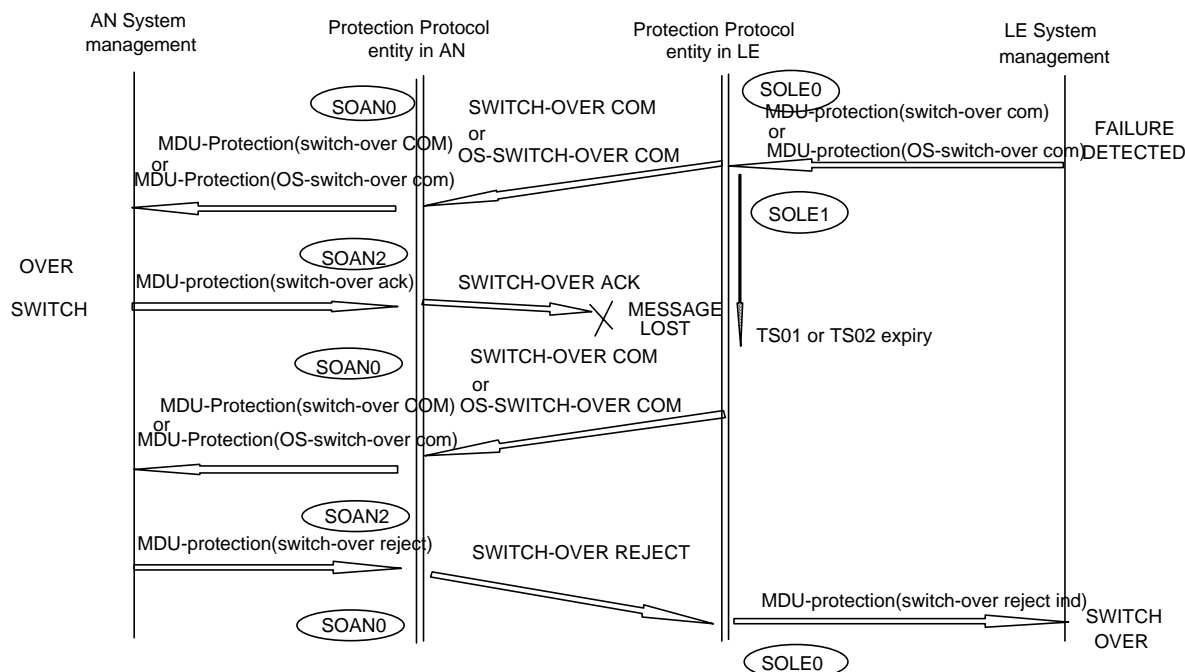 AN System
management
Protection Protocol
entity in AN
Protection Protocol
entity in LE
LE System
management
SOAN0
SWITCH-OVER COM
or
OS-SWITCH-OVER COM
SOLE0
MDU-protection(switch-over com)
or
MDU-protection(OS-switch-over com)
FAILURE
DETECTED
MDU-Protection(switch-over COM)
or
MDU-Protection(OS-switch-over com)
SOLE1
SOAN2
OVER
SWITCH
MDU-protection(switch-over ack)
SWITCH-OVER ACK
MESSAGE
LOST
TS01 or TS02 expiry
SOAN0
SWITCH-OVER COM
or
OS-SWITCH-OVER COM
MDU-Protection(switch-over COM)
or
MDU-Protection(OS-switch-over com)
SOAN2
MDU-protection(switch-over reject)
SWITCH-OVER REJECT
MDU-protection(switch-over reject ind)
SWITCH
OVER
SOAN0
SOLE0